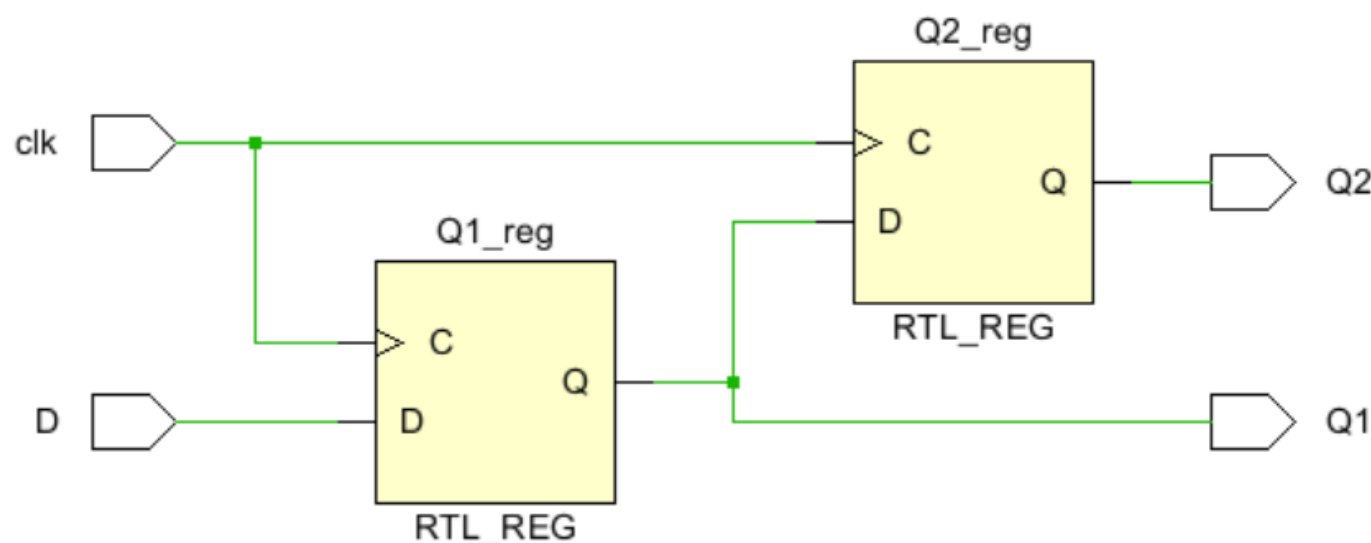 Q2_reg
clk
C
Q
Q2
D
Q1_reg
RTL_REG
C
Q
D
D
Q1
RTL_REG